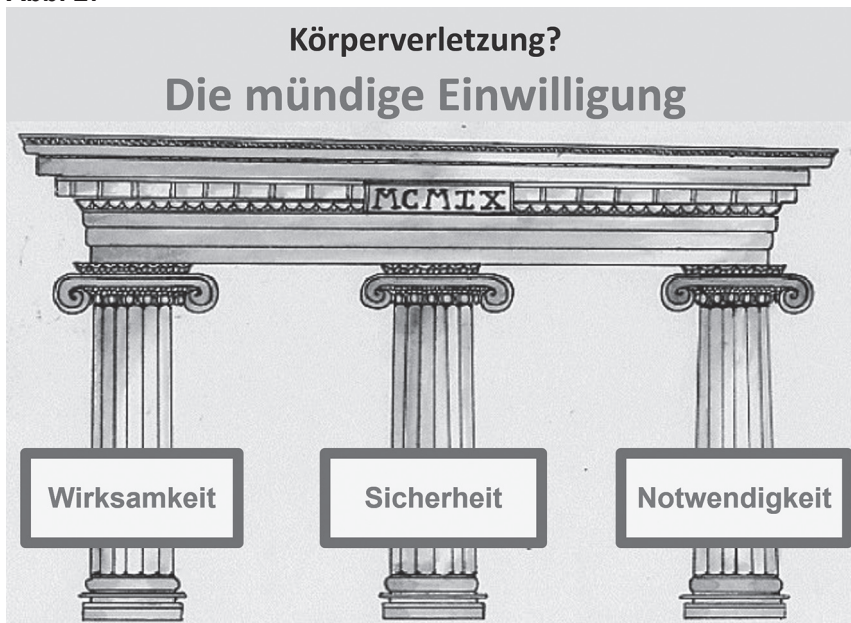 Körperverletzung?
Die mündige Einwilligung
MCMIX
Wirksamkeit
Sicherheit
Notwendigkeit